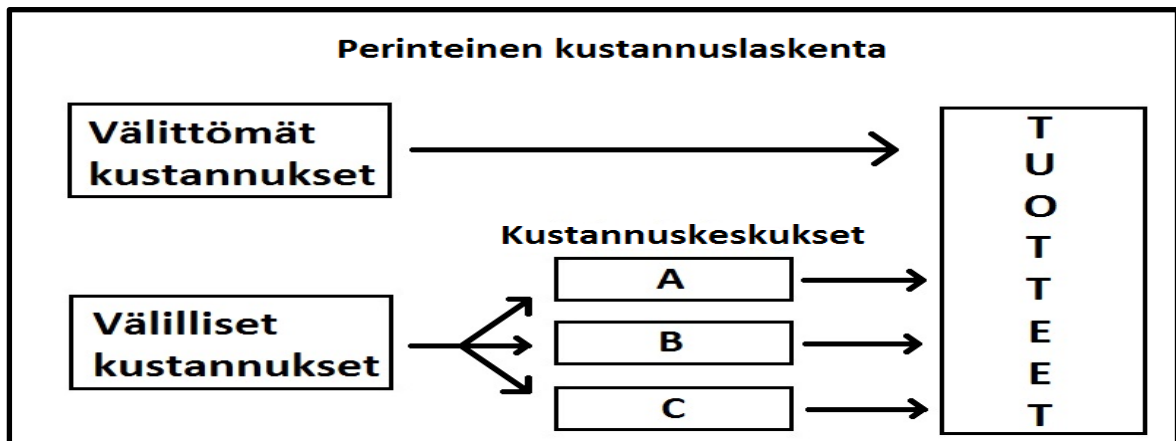 Perinteinen kustannuslaskenta
Välittömät
kustannukset
Kustannuskeskukset
A
Välilliset
kustannukset
B
C
T
U
O
T
T
E
E
T